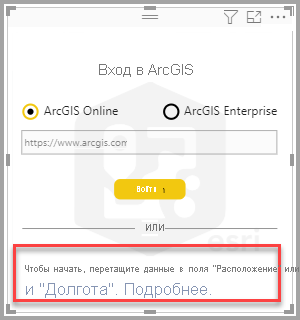 Вход в ArcGIS
ArcGIS Online
ArcGIS Enterprise
https://www.arcgis.com
Войти
или
esri
Чтобы начать, перетащите данные в поля "Расположение или
и "Долгота". Подробнее.